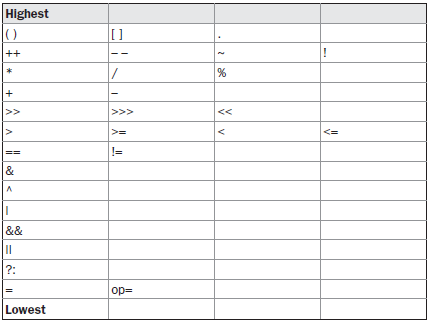 Highest
( ) [ ] .
++ -- ~ !
* / %
+ –
>> >>> <<
> >= < <=
== !=
&
^
|
&&
||
?:
= op=
Lowest